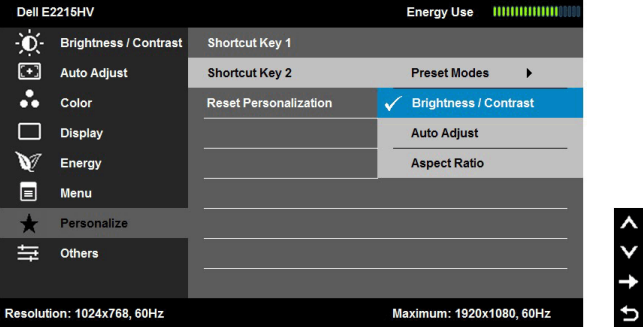 Dell E2215HV Energy Use
Brightness / Contrast Shortcut Key 1
Auto Adjust Shortcut Key 2 Preset Modes
Color Reset Personalization Brightness / Contrast
Display Auto Adjust
Energy Aspect Ratio
Menu
Personalize
Others
Resolution: 1024x768, 60Hz Maximum: 1920x1080, 60Hz